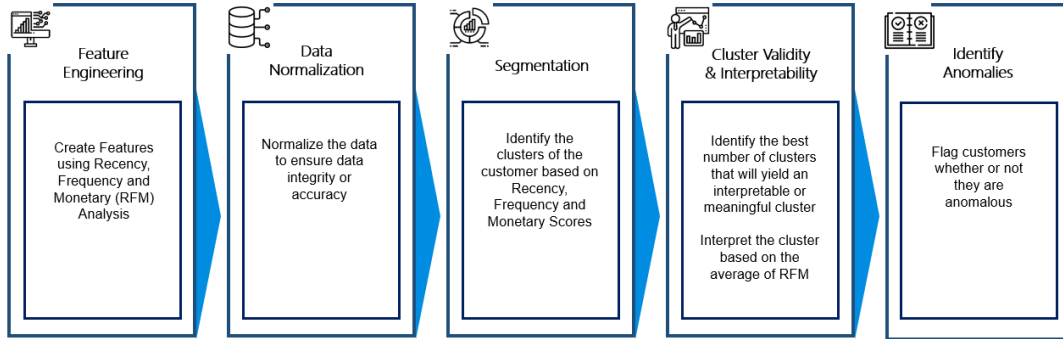 Feature
Engineering
Create Features
using Recency,
Frequency and
Monetary (RFM)
Analysis
Data
Normalization
Normalize the data
to ensure data
integrity or
accuracy
Segmentation
Identify the
clusters of the
customer based on
Recency,
Frequency and
Monetary Scores
Cluster Validity
& Interpretability
Identify the best
number of clusters
that will yield an
interpretable or
meaningful cluster
Interpret the cluster
based on the
average of RFM
Identify
Anomalies
Flag customers
whether or not
they are
anomalous